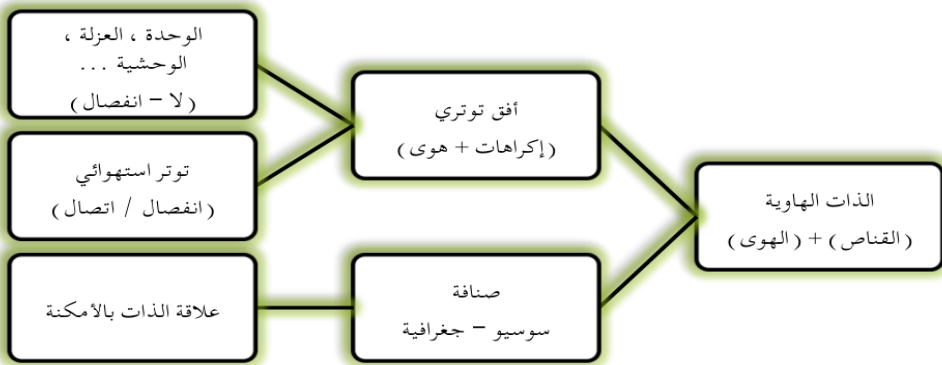 الذات الهاوية
(القناص) + (الهوى)
أفق توتري
(إكراهات + هوى)
صنافة
سوسيو – جغرافية
الوحدة ، العزلة ،
الوحشية ...
(لا – انفصال)
توتر استهوائي
(انفصال / اتصال)
علاقة الذات بالأمكنة